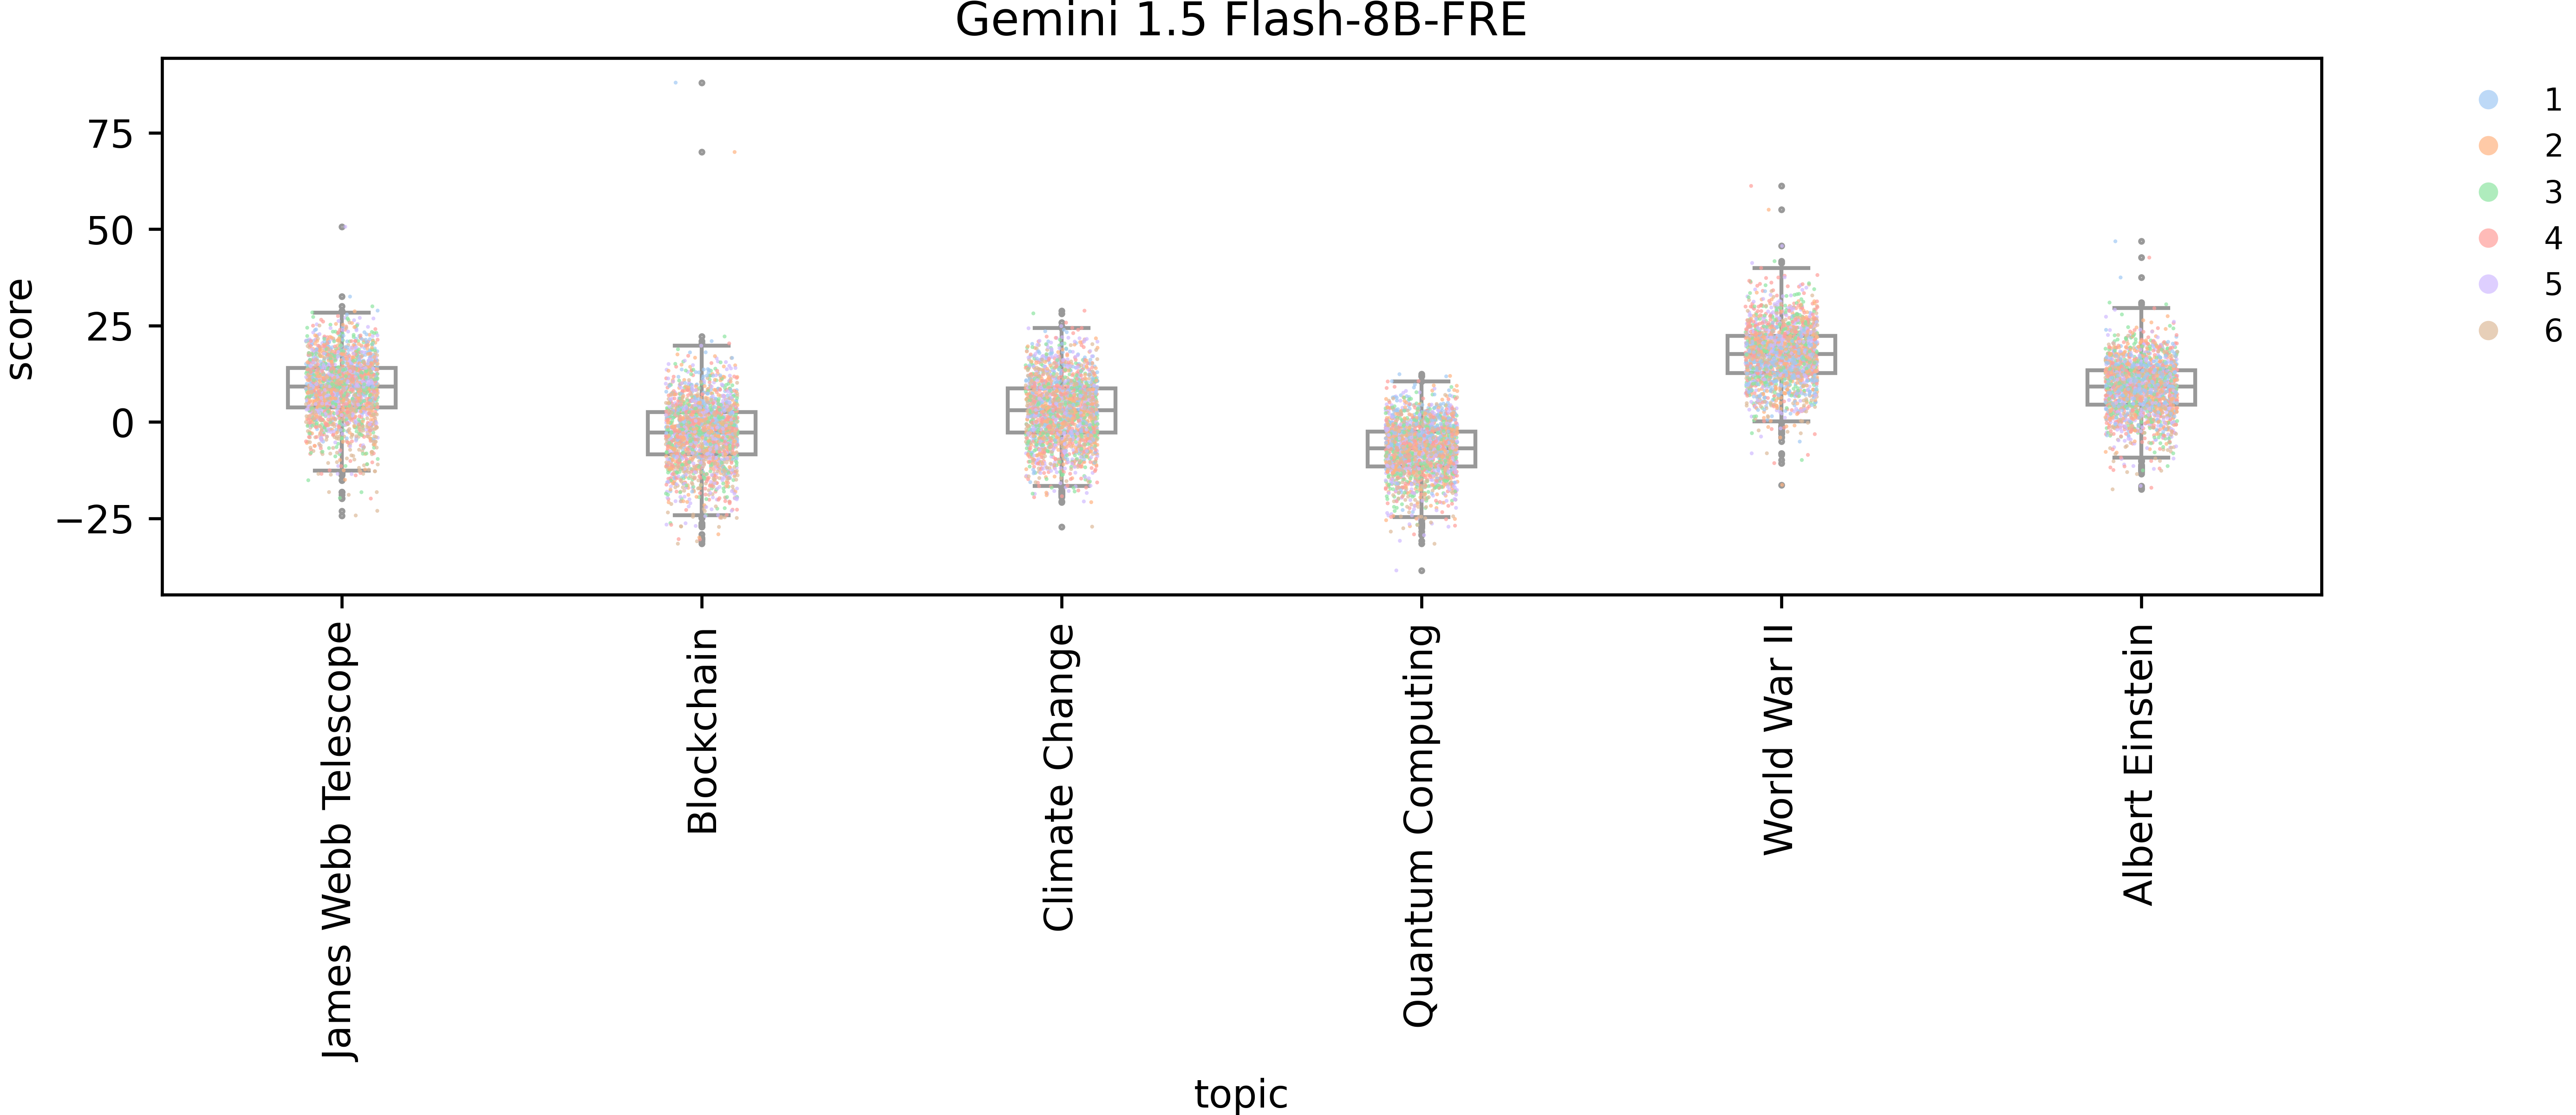 Gemini 1.5 Flash-8B-FRE
score
75
50
25
0
−25
James Webb Telescope
Blockchain
Climate Change
Quantum Computing
World War II
Albert Einstein
topic
1
2
3
4
5
6